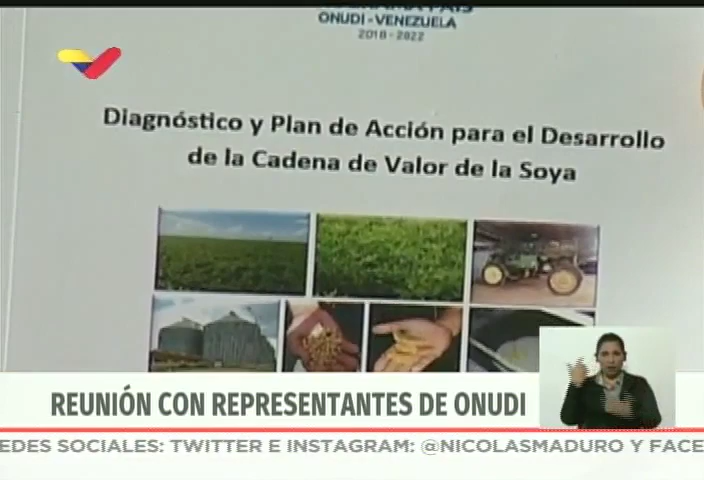 ONUDI - VENEZUELA
2018 - 2022
Diagnóstico y Plan de Acción para el Desarrollo
de la Cadena de Valor de la Soya
REUNIÓN CON REPRESENTANTES DE ONUDI
EDES SOCIALES: TWITTER E INSTAGRAM: @NICOLASMADURO Y FACE